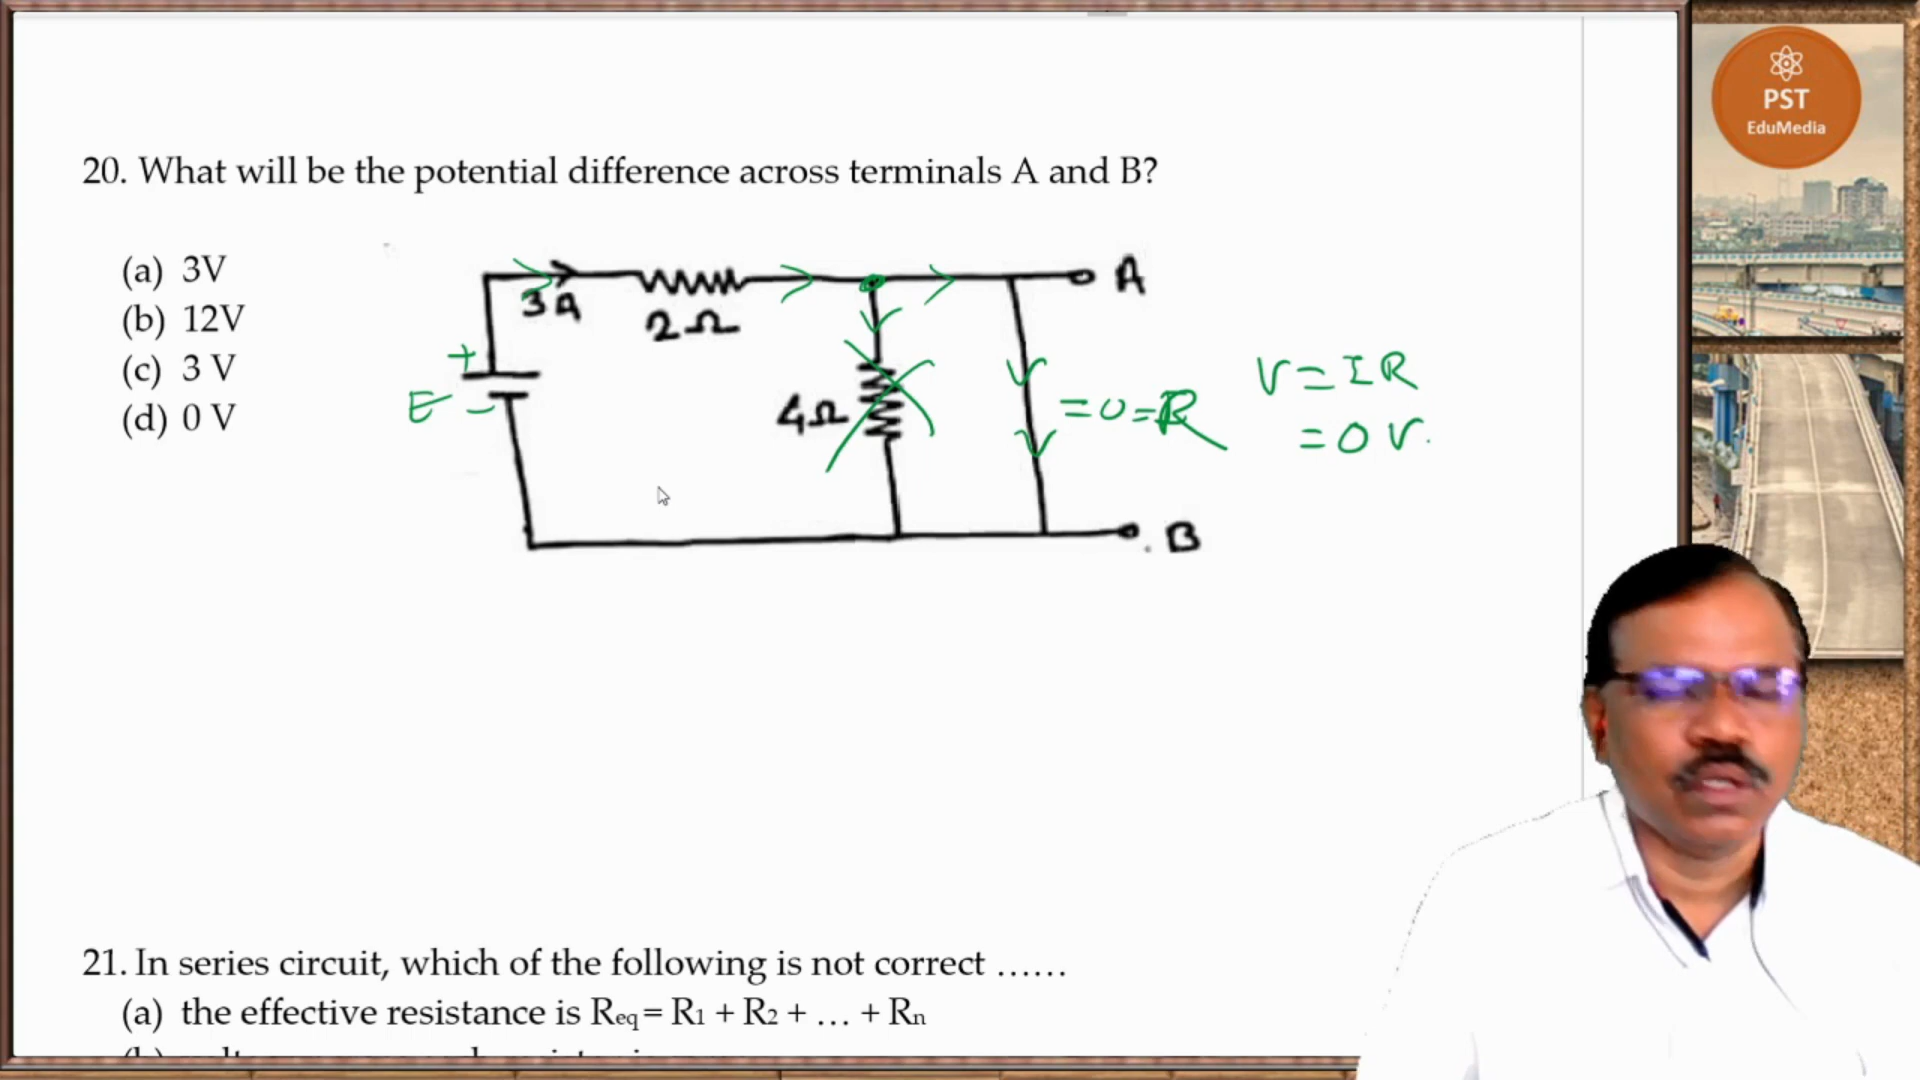 PST
EduMedia
20. What will be the potential difference across terminals A and B?
(a) 3V
(b) 12V
(c) 3 V
(d) 0 V
3A
2Ω
A
+
E
−
4Ω
= 0 = R
V = IR
= 0 V.
B
21. In series circuit, which of the following is not correct ……
(a) the effective resistance is Req = R1 + R2 + … + Rn